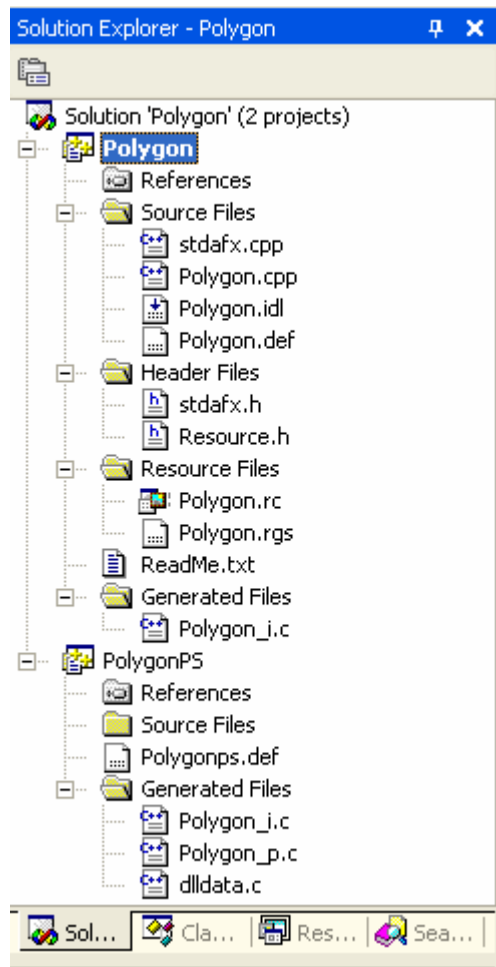 Solution Explorer - Polygon
Solution 'Polygon' (2 projects)
Polygon
References
Source Files
stdafx.cpp
Polygon.cpp
Polygon.idl
Polygon.def
Header Files
stdafx.h
Resource.h
Resource Files
Polygon.rc
Polygon.rgs
ReadMe.txt
Generated Files
Polygon_i.c
PolygonPS
References
Source Files
Polygonps.def
Generated Files
Polygon_i.c
Polygon_p.c
dlldata.c
Sol... Cla... Res... Sea...